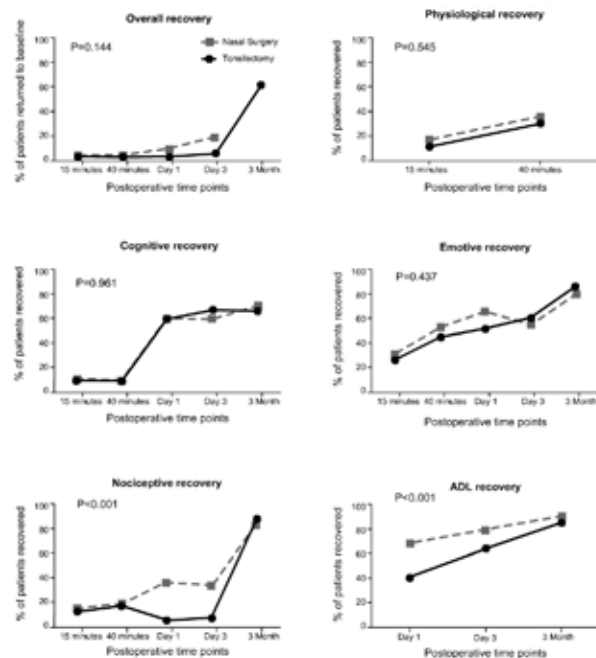 Overall recovery
P=0.144
Nasal Surgery
Tonsillectomy
% of patients returned to baseline
100
80
60
40
20
0
15 minutes 40 minutes Day 1 Day 3 3 Month
Postoperative time points
Physiological recovery
P=0.545
% of patients recovered
100
80
60
40
20
0
15 minutes 40 minutes
Postoperative time points
Cognitive recovery
P=0.961
% of patients recovered
100
80
60
40
20
0
15 minutes 40 minutes Day 1 Day 3 3 Month
Postoperative time points
Emotive recovery
P=0.437
% of patients recovered
100
80
60
40
20
0
15 minutes 40 minutes Day 1 Day 3 3 Month
Postoperative time points
Nociceptive recovery
P<0.001
% of patients recovered
100
80
60
40
20
0
15 minutes 40 minutes Day 1 Day 3 3 Month
Postoperative time points
ADL recovery
P<0.001
% of patients recovered
100
80
60
40
20
0
Day 1 Day 3 3 Month
Postoperative time points